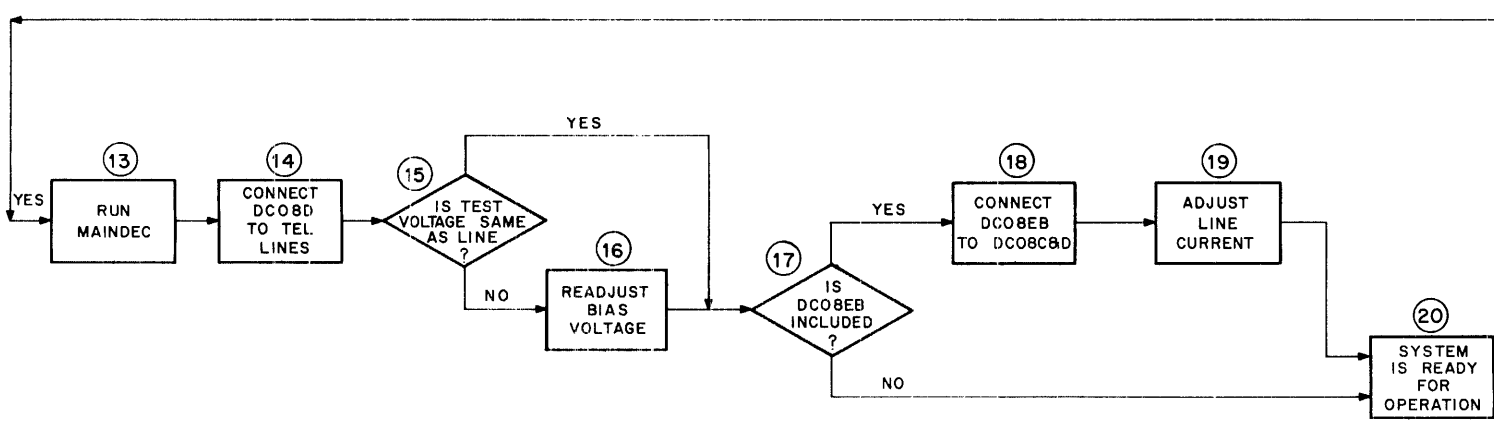 YES
13
RUN
MAINDEC
14
CONNECT
DC08D
TO TEL.
LINES
15
IS TEST
VOLTAGE SAME
AS LINE
?
YES
NO
16
READJUST
BIAS
VOLTAGE
17
IS
DC08EB
INCLUDED
?
YES
NO
18
CONNECT
DC08EB
TO DC08C&D
19
ADJUST
LINE
CURRENT
20
SYSTEM
IS READY
FOR
OPERATION